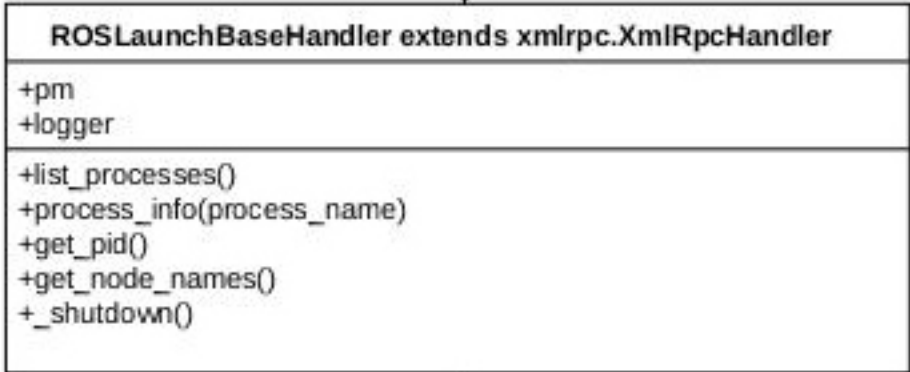 ROSLaunchBaseHandler extends xmlrpc.XmlRpcHandler
+pm
+logger
+list_processes()
+process_info(process_name)
+get_pid()
+get_node_names()
+_shutdown()